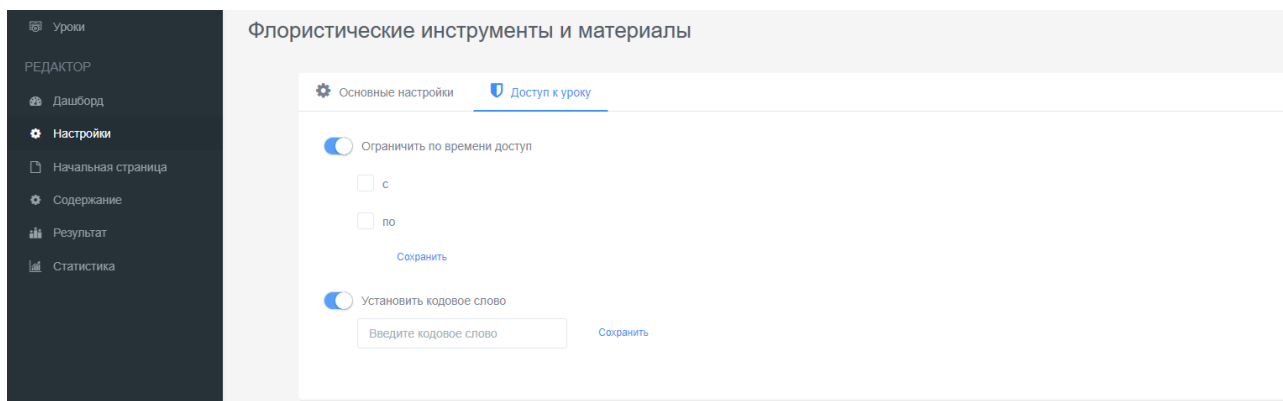 Уроки
РЕДАКТОР
Дашборд
Настройки
Начальная страница
Содержание
Результат
Статистика
Флористические инструменты и материалы
Основные настройки Доступ к уроку
Ограничить по времени доступ
с
по
Сохранить
Установить кодовое слово
Введите кодовое слово Сохранить